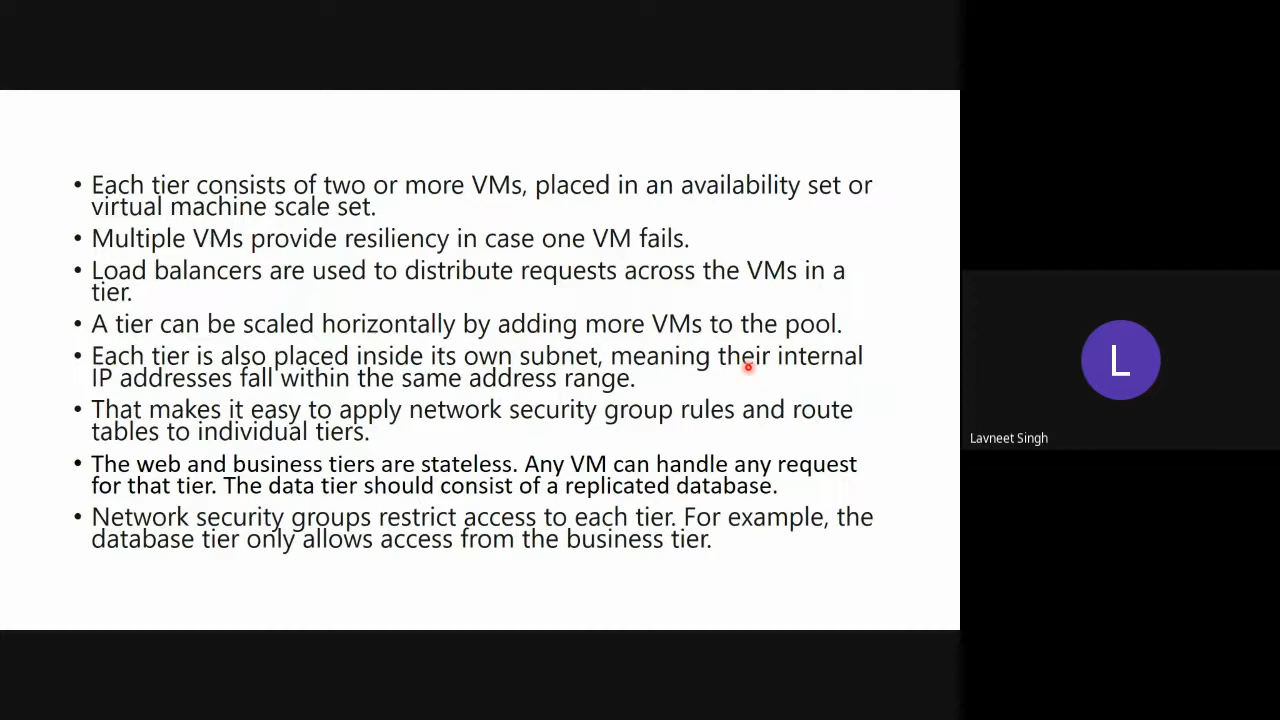 • Each tier consists of two or more VMs, placed in an availability set or
virtual machine scale set.
• Multiple VMs provide resiliency in case one VM fails.
• Load balancers are used to distribute requests across the VMs in a
tier.
• A tier can be scaled horizontally by adding more VMs to the pool.
• Each tier is also placed inside its own subnet, meaning their internal
IP addresses fall within the same address range.
• That makes it easy to apply network security group rules and route
tables to individual tiers.
• The web and business tiers are stateless. Any VM can handle any request
for that tier. The data tier should consist of a replicated database.
• Network security groups restrict access to each tier. For example, the
database tier only allows access from the business tier.
L
Lavneet Singh